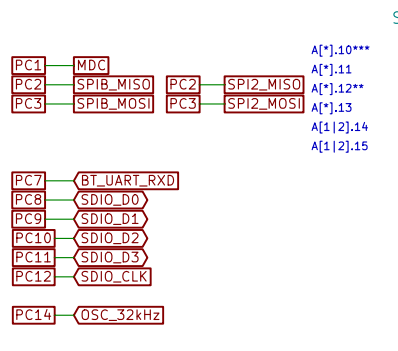 S
A[*].10***
PC1 MDC
A[*].11
PC2 SPIB_MISO PC2 SPI2_MISO
A[*].12**
PC3 SPIB_MOSI PC3 SPI2_MOSI
A[*].13
A[1|2].14
A[1|2].15
PC7 BT_UART_RXD
PC8 SDIO_D0
PC9 SDIO_D1
PC10 SDIO_D2
PC11 SDIO_D3
PC12 SDIO_CLK
PC14 OSC_32kHz